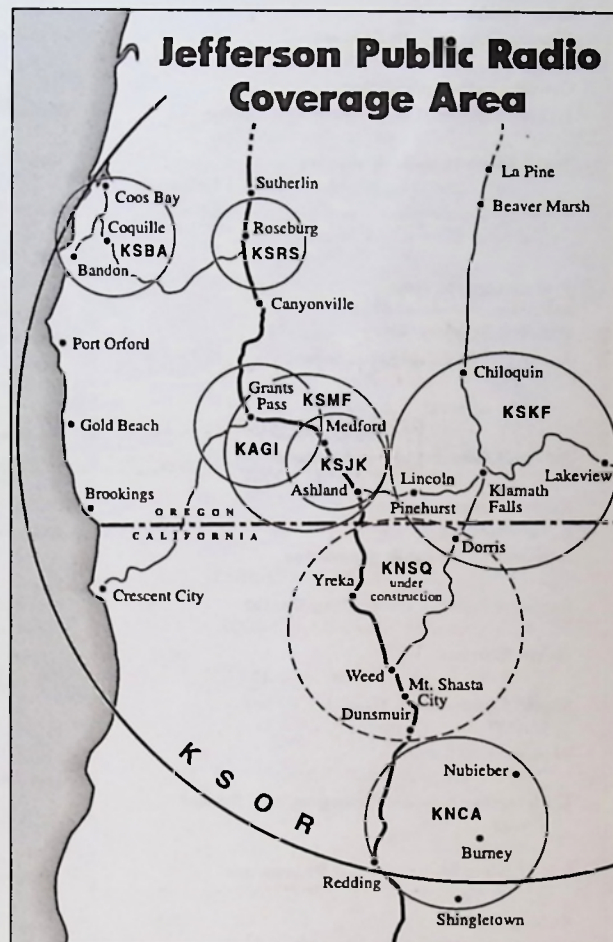 Jefferson Public Radio
Coverage Area
La Pine
Coos Bay
Sutherlin
Beaver Marsh
Coquille
KSBA
Roseburg
KSRS
Bandon
Canyonville
Port Orford
Chiloquin
Grants
Pass
KSMF
KSKF
Gold Beach
KAGI
Medford
KSJK
Lincoln
Lakeview
Ashland
Pinehurst
Klamath
Falls
Brookings
OREGON
CALIFORNIA
Dorris
KNSQ
under
construction
Yreka
Crescent City
Weed
Mt. Shasta
City
Dunsmuir
KSOR
Nubieber
KNCA
Burney
Redding
Shingletown